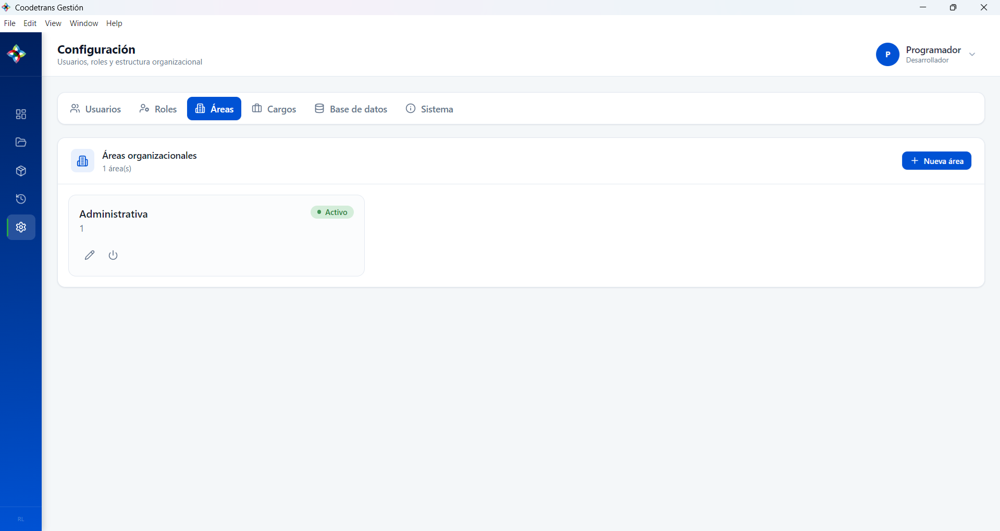 Coodetrans Gestión
File Edit View Window Help
Configuración
Usuarios, roles y estructura organizacional
P
Programador
Desarrollador
Usuarios Roles Áreas Cargos Base de datos Sistema
Áreas organizacionales
1 área(s)
Nueva área
Administrativa
Activo
1
RL